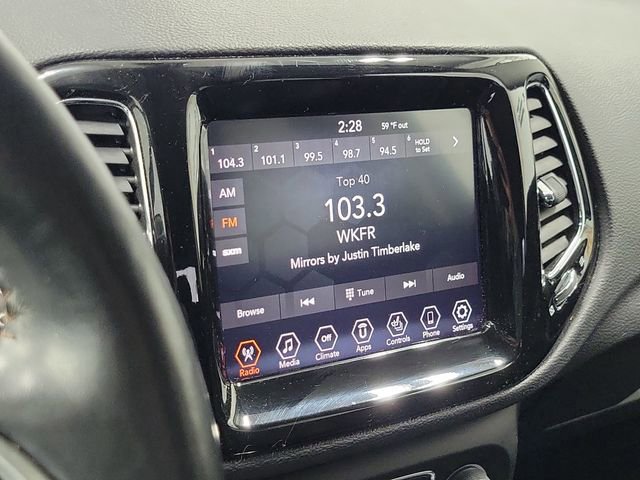 2:28 59 °F out
1 104.3 2 101.1 3 99.5 4 98.7 5 94.5 6 HOLD to Set
AM
FM
sxm
Top 40
103.3
WKFR
Mirrors by Justin Timberlake
Browse Tune Audio
Off
Radio Media Climate Apps Controls Phone Settings